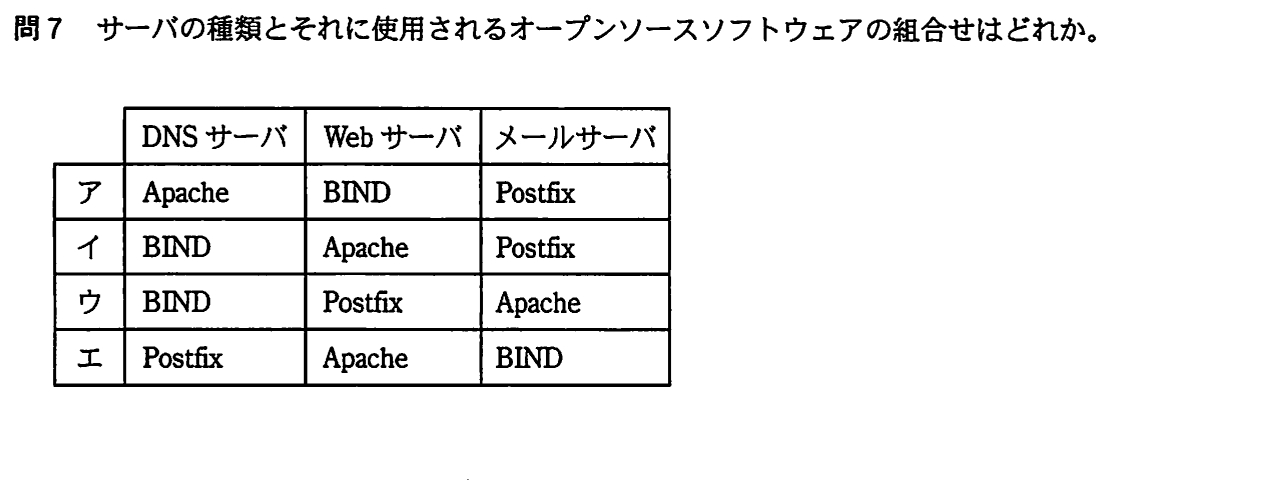 問7 サーバの種類とそれに使用されるオープンソースソフトウェアの組合せはどれか。
DNS サーバ Web サーバ メールサーバ
ア Apache BIND Postfix
イ BIND Apache Postfix
ウ BIND Postfix Apache
エ Postfix Apache BIND